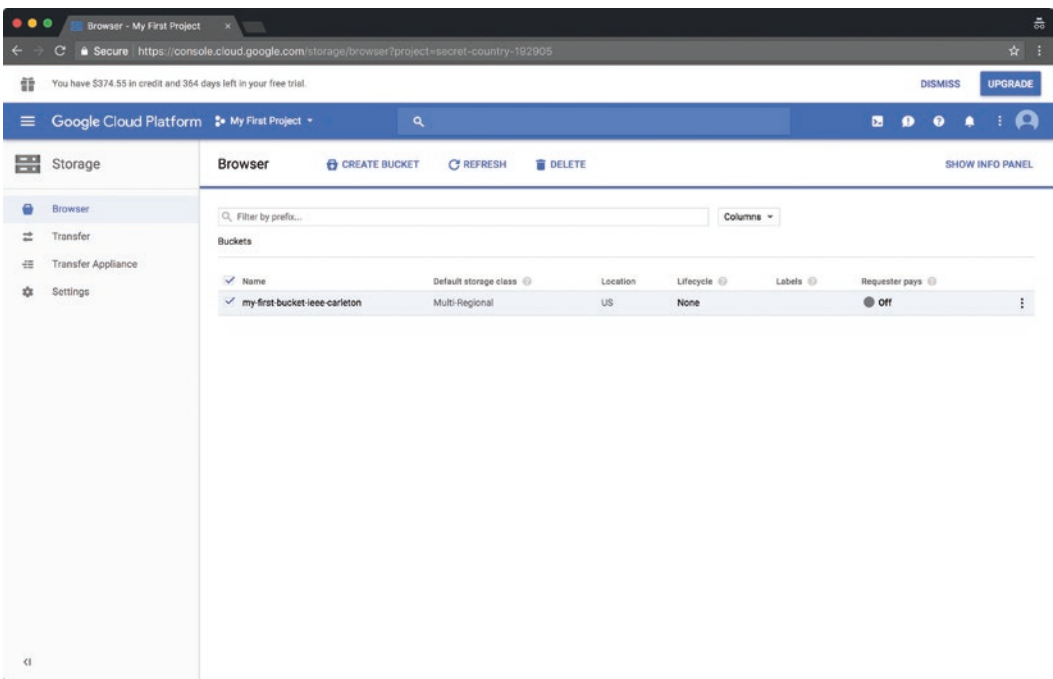 Browser - My First Project
Secure https://console.cloud.google.com/storage/browser?project=secret-country-192905
You have $374.55 in credit and 364 days left in your free trial. DISMISS UPGRADE
Google Cloud Platform My First Project
Storage Browser CREATE BUCKET REFRESH DELETE SHOW INFO PANEL
Browser
Transfer
Transfer Appliance
Settings
Filter by prefix... Columns
Buckets
Name Default storage class Location Lifecycle Labels Requester pays
my-first-bucket-ieee-carleton Multi-Regional US None Off